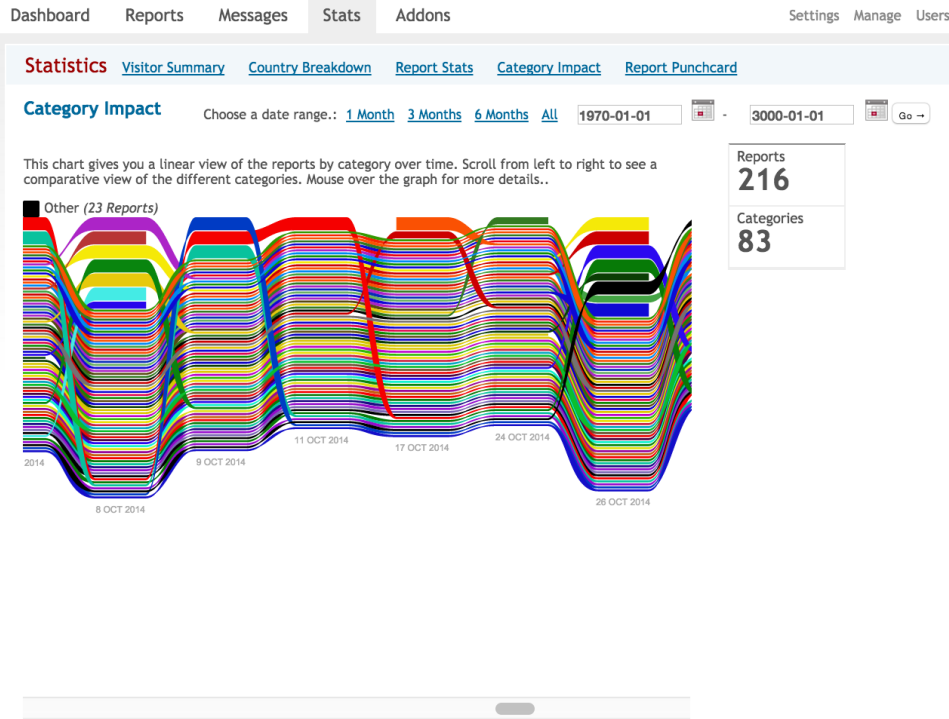 Dashboard Reports Messages Stats Addons Settings Manage Users
Statistics Visitor Summary Country Breakdown Report Stats Category Impact Report Punchcard
Category Impact Choose a date range.: 1 Month 3 Months 6 Months All 1970-01-01 - 3000-01-01 Go →
This chart gives you a linear view of the reports by category over time. Scroll from left to right to see a
comparative view of the different categories. Mouse over the graph for more details..
Reports
216
Categories
83
Other (23 Reports)
11 OCT 2014
24 OCT 2014
17 OCT 2014
2014
9 OCT 2014
26 OCT 2014
8 OCT 2014